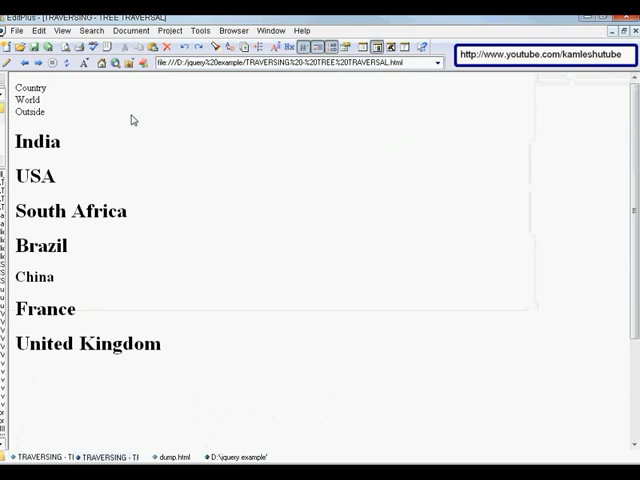 EditPlus - [TRAVERSING - TREE TRAVERSAL]
File Edit View Search Document Project Tools Browser Window Help
http://www.youtube.com/kamleshutube
file:///D:/jquery%20example/TRAVERSING%20-%20TREE%20TRAVERSAL.html
Country
World
Outside
India
USA
South Africa
Brazil
China
France
United Kingdom
TRAVERSING - TI TRAVERSING - TI dump.html D:\jquery example'